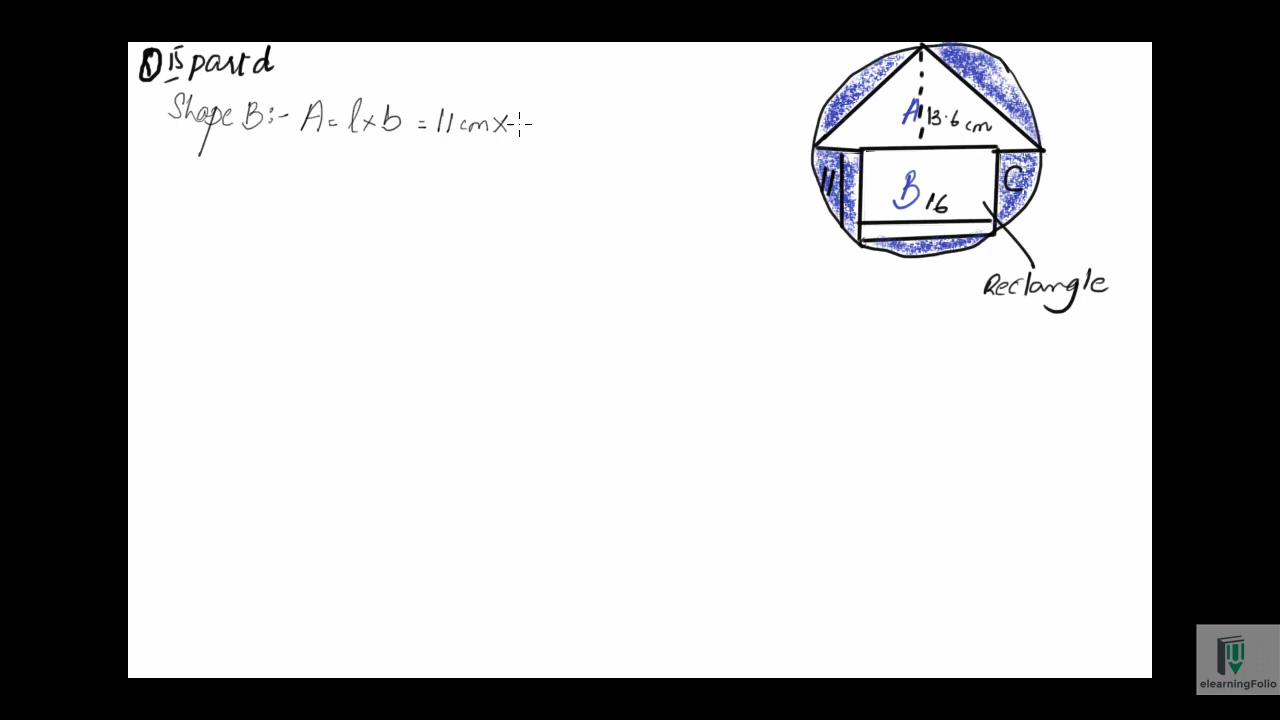 Q 15 part d
Shape B:- A = l×b = 11 cm×
A 13.6 cm
11
B 16
C
Rectangle
elearningFolio